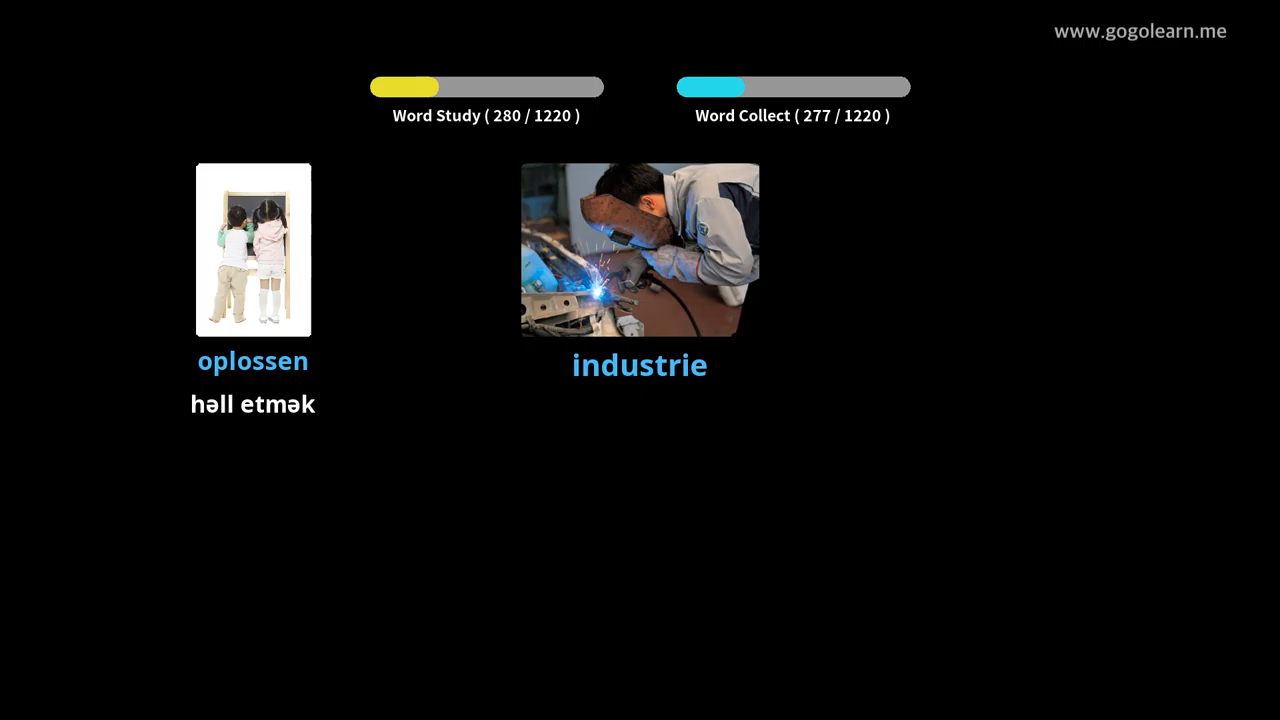 www.gogolearn.me
Word Study ( 280 / 1220 )
Word Collect ( 277 / 1220 )
oplossen
həll etmək
industrie